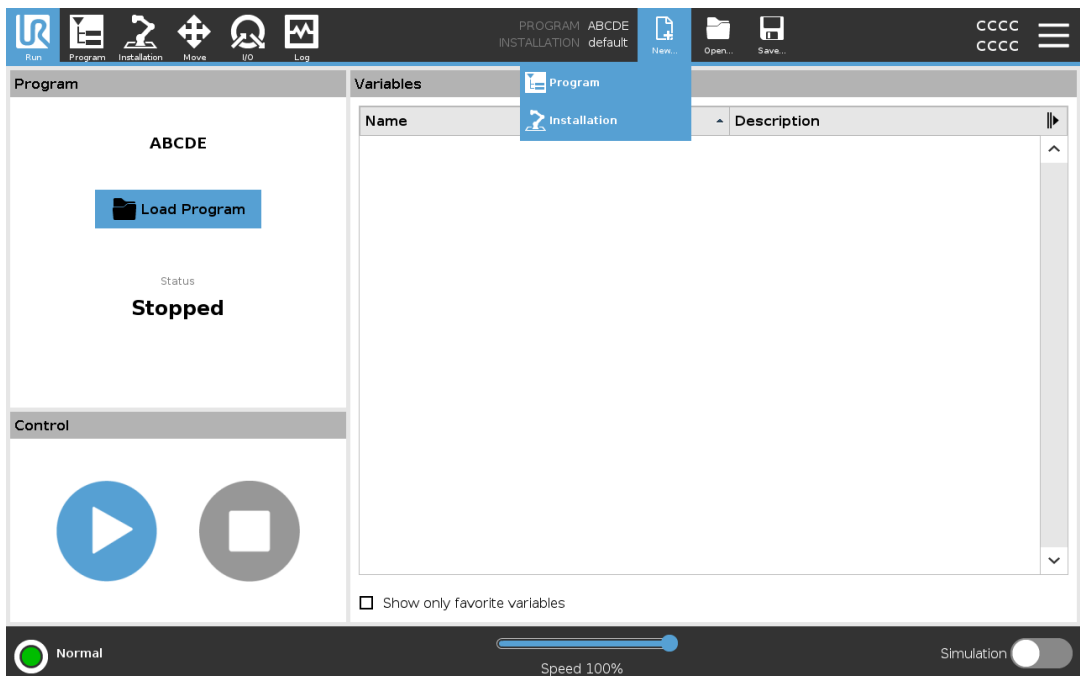 Run
Program
Installation
Move
I/O
Log
PROGRAM ABCDE
INSTALLATION default
New...
Open...
Save...
CCCC
CCCC
Program
Variables
Program
Installation
Name
Description
ABCDE
Load Program
Status
Stopped
Control
Show only favorite variables
Normal
Speed 100%
Simulation